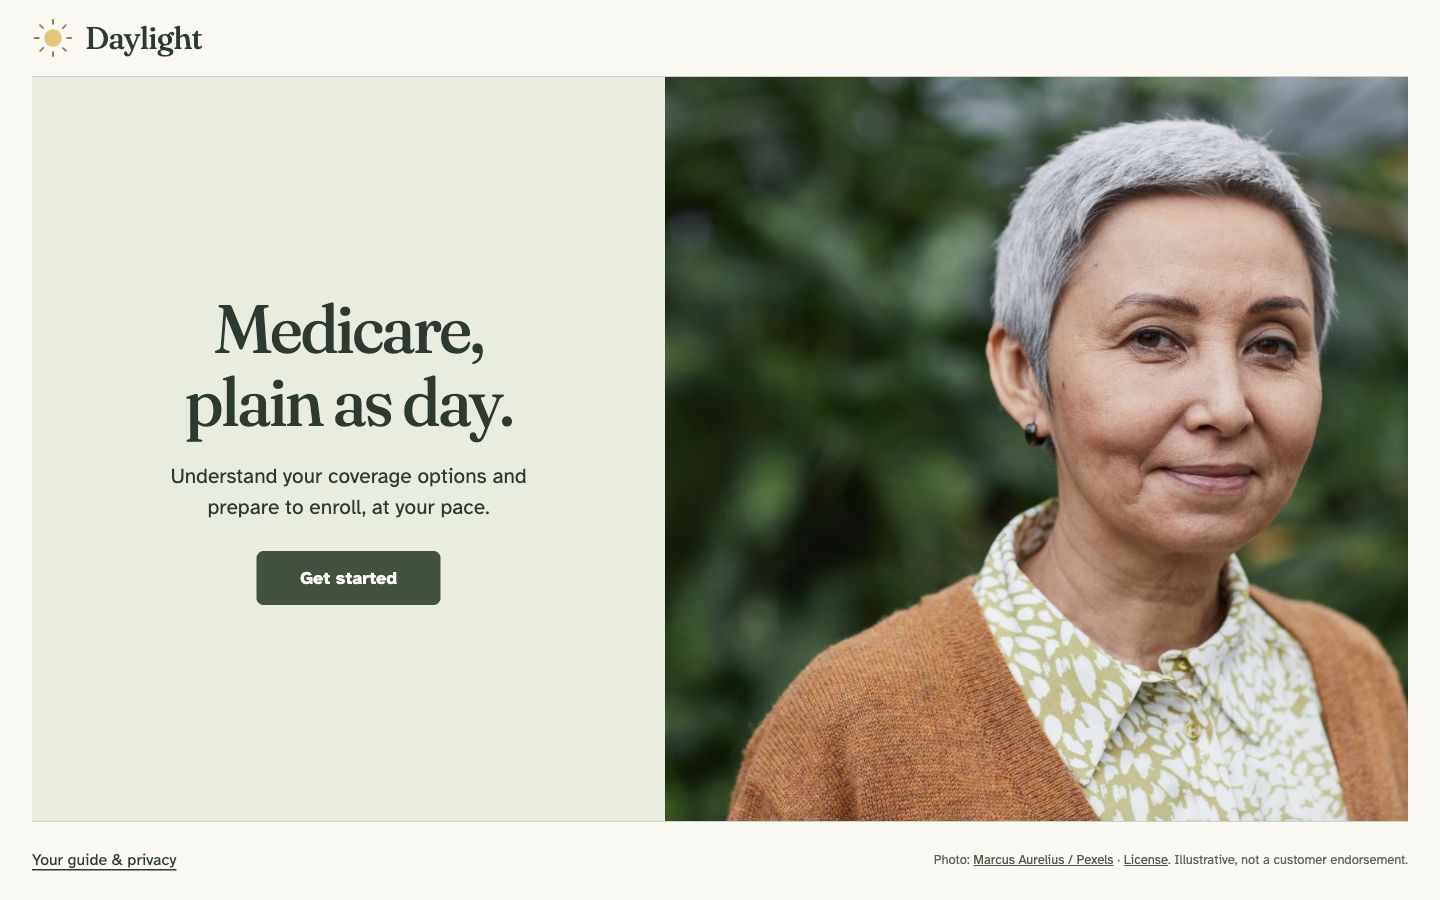 Daylight
Medicare,
plain as day.
Understand your coverage options and
prepare to enroll, at your pace.
Get started
Your guide & privacy
Photo: Marcus Aurelius / Pexels · License. Illustrative, not a customer endorsement.